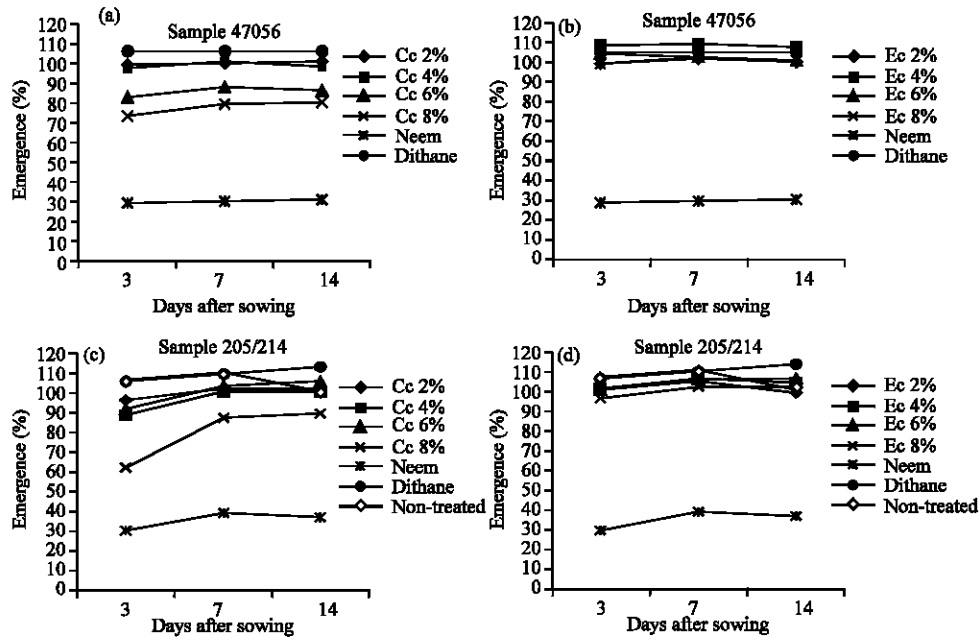 (a)
Sample 47056
Emergence (%)
120
110
100
90
80
70
60
50
40
30
20
10
0
3
7
14
Days after sowing
Cc 2%
Cc 4%
Cc 6%
Cc 8%
Neem
Dithane
(b)
Sample 47056
Emergence (%)
120
110
100
90
80
70
60
50
40
30
20
10
0
3
7
14
Days after sowing
Ec 2%
Ec 4%
Ec 6%
Ec 8%
Neem
Dithane
(c)
Sample 205/214
Emergence (%)
120
110
100
90
80
70
60
50
40
30
20
10
0
3
7
14
Days after sowing
Cc 2%
Cc 4%
Cc 6%
Cc 8%
Neem
Dithane
Non-treated
(d)
Sample 205/214
Emergence (%)
120
110
100
90
80
70
60
50
40
30
20
10
0
3
7
14
Days after sowing
Ec 2%
Ec 4%
Ec 6%
Ec 8%
Neem
Dithane
Non-treated